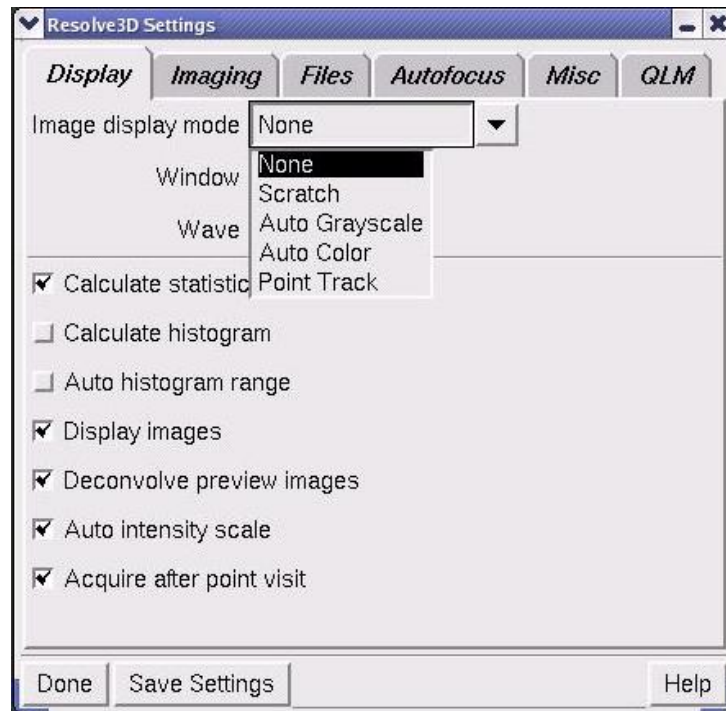 Resolve3D Settings
Display Imaging Files Autofocus Misc QLM
Image display mode None
None
Window
Scratch
Wave
Auto Grayscale
Auto Color
Point Track
Calculate statistic
Calculate histogram
Auto histogram range
Display images
Deconvolve preview images
Auto intensity scale
Acquire after point visit
Done Save Settings Help